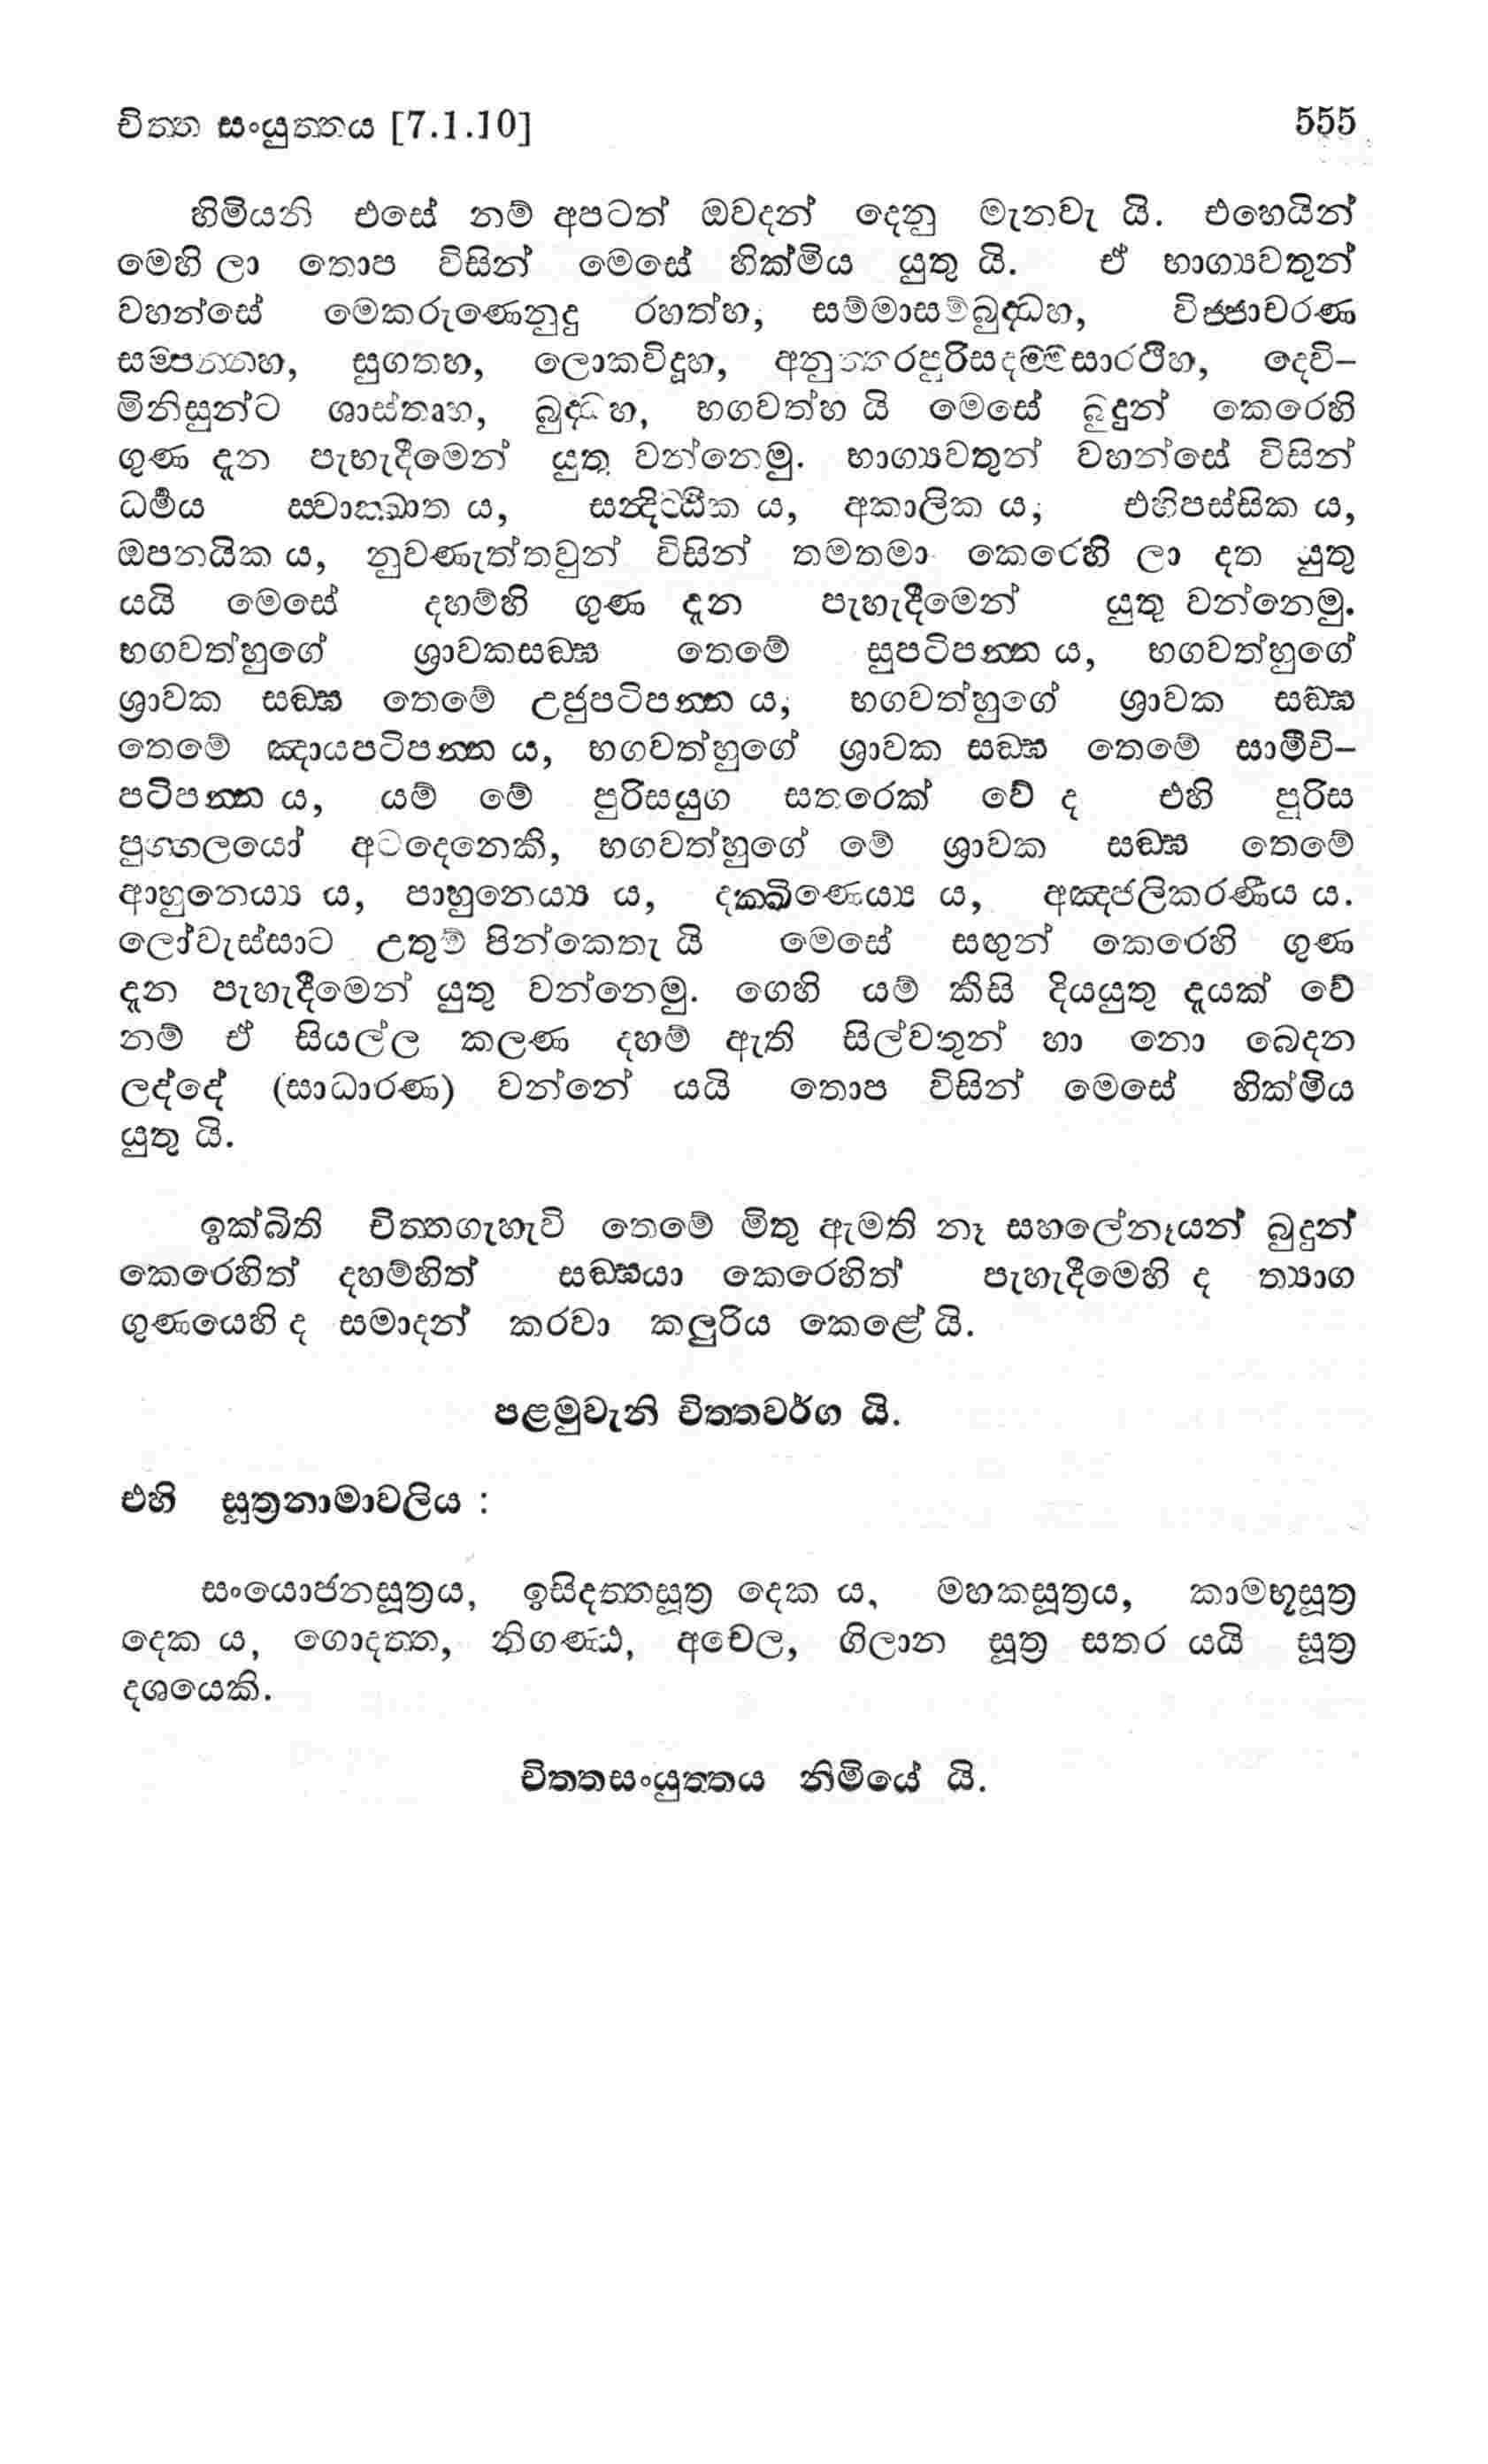 චිත්ත සංයුත්තය [7.1.10] 555
හිමියනි එසේ නම් අපටත් ඔවදන් දෙනු මැනවැ යි. එහෙයින්
මෙහි ලා තොප විසින් මෙසේ හික්මිය යුතු යි. ඒ භාග්‍යවතුන්
වහන්සේ මෙකරුණෙනුදු රහත්හ, සම්මාසම්බුද්ධහ, විජ්ජාචරණ
සම්පන්නහ, සුගතහ, ලොකවිදූහ, අනුත්තරපුරිසදම්මසාරථිහ, දෙවි–
මිනිසුන්ට ශාස්තෘහ, බුද්ධහ, භගවත්හ යි මෙසේ බුදුන් කෙරෙහි
ගුණ දැන පැහැදීමෙන් යුතු වන්නෙමු. භාග්‍යවතුන් වහන්සේ විසින්
ධර්‍මය ස්වාක්ඛාත ය, සන්දිට්ඨික ය, අකාලික ය, එහිපස්සික ය,
ඔපනයික ය, නුවණැත්තවුන් විසින් තමතමා කෙරෙහි ලා දත යුතු
යයි මෙසේ දහම්හි ගුණ දැන පැහැදීමෙන් යුතු වන්නෙමු.
භගවත්හුගේ ශ්‍රාවකසඞ්ඝ තෙමේ සුපටිපන්න ය, භගවත්හුගේ
ශ්‍රාවක සඞ්ඝ තෙමේ උජුපටිපන්න ය, භගවත්හුගේ ශ්‍රාවක සඞ්ඝ
තෙමේ ඤායපටිපන්න ය, භගවත්හුගේ ශ්‍රාවක සඞ්ඝ තෙමේ සාමීචි–
පටිපන්න ය, යම් මේ පුරිසයුග සතරෙක් වේ ද එහි පුරිස
පුග්ගලයෝ අටදෙනෙකි, භගවත්හුගේ මේ ශ්‍රාවක සඞ්ඝ තෙමේ
ආහුනෙය්‍ය ය, පාහුනෙය්‍ය ය, දක්ඛිණෙය්‍ය ය, අඤ්ජලිකරණීය ය.
ලෝවැස්සාට උතුම් පින්කෙතැ යි මෙසේ සඟුන් කෙරෙහි ගුණ
දැන පැහැදීමෙන් යුතු වන්නෙමු. ගෙහි යම් කිසි දියයුතු දැයක් වේ
නම් ඒ සියල්ල කලණ දහම් ඇති සිල්වතුන් හා නො බෙදන
ලද්දේ (සාධාරණ) වන්නේ යයි තොප විසින් මෙසේ හික්මිය
යුතු යි.
ඉක්බිති චිත්තගැහැවි තෙමේ මිතු ඇමති නෑ සහලේනෑයන් බුදුන්
කෙරෙහිත් දහම්හිත් සඞ්ඝයා කෙරෙහිත් පැහැදීමෙහි ද ත්‍යාග
ගුණයෙහි ද සමාදන් කරවා කලුරිය කෙළේ යි.
පළමුවැනි චිත්තවර්ග යි.
එහි සූත්‍රනාමාවලිය :
සංයොජනසූත්‍රය, ඉසිදත්තසූත්‍ර දෙක ය, මහකසූත්‍රය, කාමභූසූත්‍ර
දෙක ය, ගොදත්ත, නිගණ්ඨ, අචෙල, ගිලාන සූත්‍ර සතර යයි සූත්‍ර
දශයෙකි.
චිත්තසංයුත්තය නිමියේ යි.